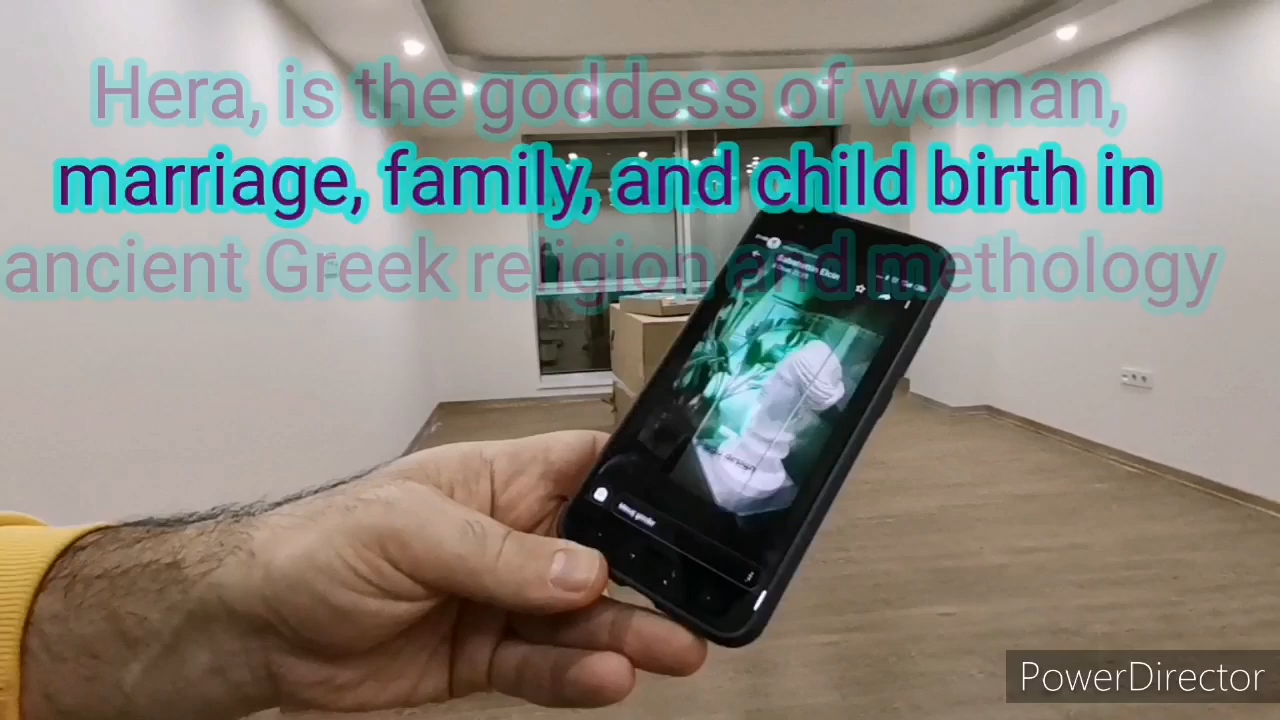 Hera, is the goddess of woman,
marriage, family, and child birth in
ancient Greek religion and methology
PowerDirector